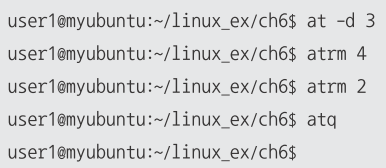 user1@myubuntu:~/linux_ex/ch6$ at -d 3
user1@myubuntu:~/linux_ex/ch6$ atrm 4
user1@myubuntu:~/linux_ex/ch6$ atrm 2
user1@myubuntu:~/linux_ex/ch6$ atq
user1@myubuntu:~/linux_ex/ch6$